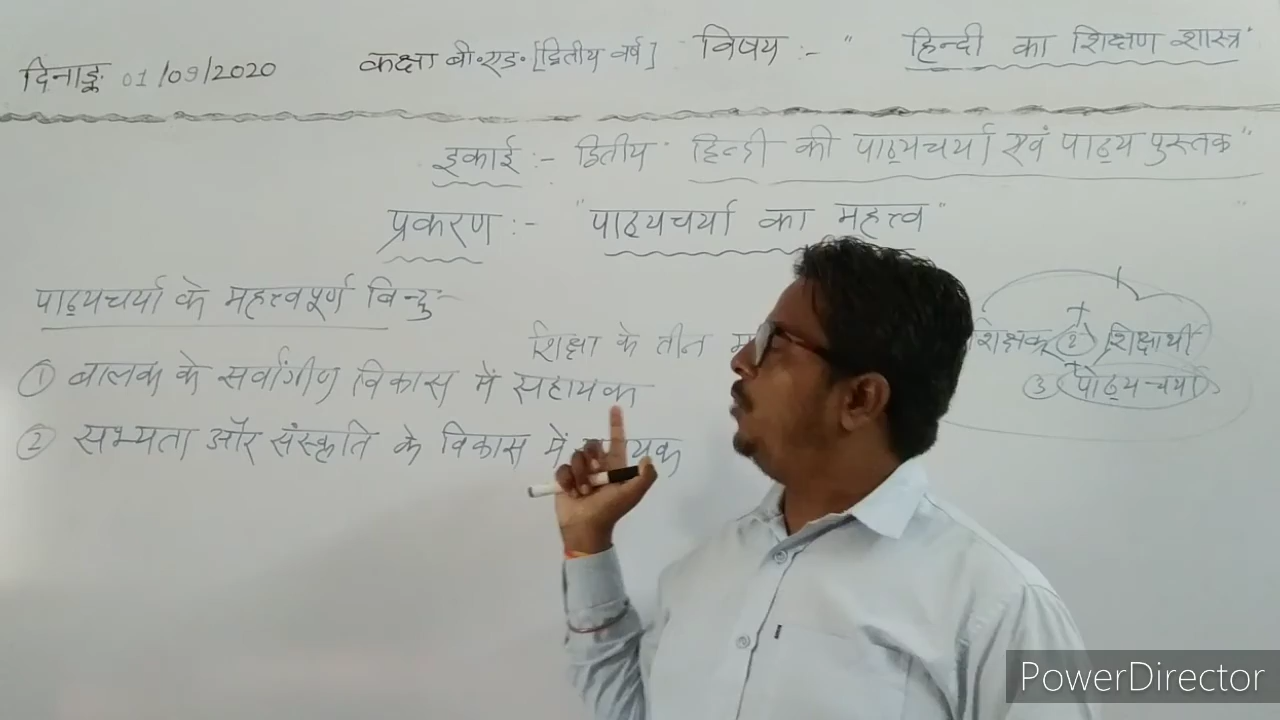 दिनाङ्क 01/09/2020 कक्षा बी॰एड॰ [द्वितीय वर्ष] विषय :- " हिन्दी का शिक्षण शास्त्र"
इकाई :- द्वितीय हिन्दी की पाठ्यचर्या एवं पाठ्य पुस्तक"
प्रकरण :- "पाठ्यचर्या का महत्त्व"
पाठ्यचर्या के महत्त्वपूर्ण बिन्दु -
शिक्षा के तीन शिक्षक ② शिक्षार्थी
① बालक के सर्वांगीण विकास में सहायक
③ पाठ्य-चर्या
② सभ्यता और संस्कृति के विकास में
PowerDirector